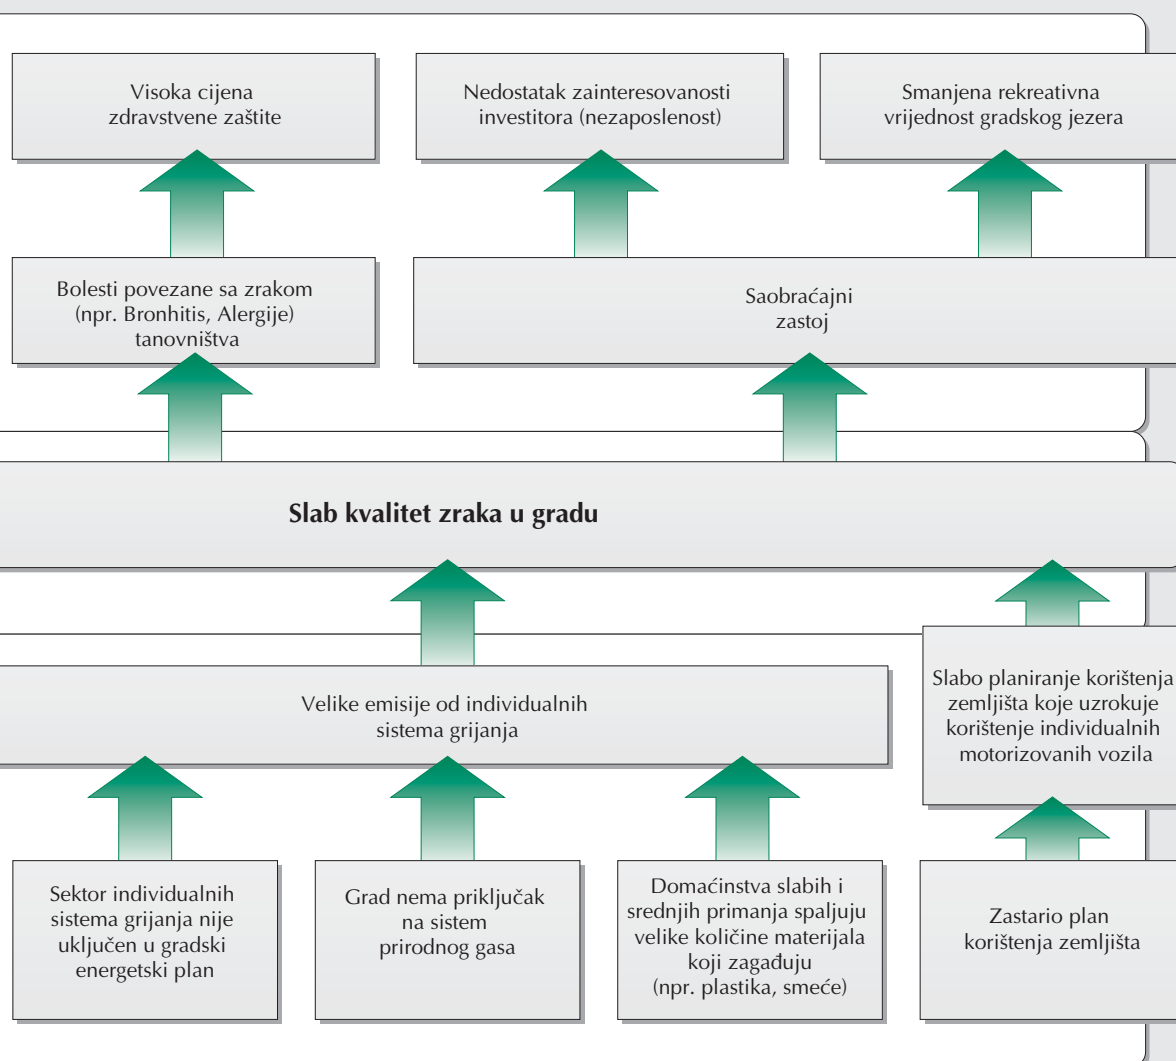 Visoka cijena
zdravstvene zaštite
Nedostatak zainteresovanosti
investitora (nezaposlenost)
Smanjena rekreativna
vrijednost gradskog jezera
Bolesti povezane sa zrakom
(npr. Bronhitis, Alergije)
tanovništva
Saobraćajni
zastoj
Slab kvalitet zraka u gradu
Velike emisije od individualnih
sistema grijanja
Slabo planiranje korištenja
zemljišta koje uzrokuje
korištenje individualnih
motorizovanih vozila
Sektor individualnih
sistema grijanja nije
uključen u gradski
energetski plan
Grad nema priključak
na sistem
prirodnog gasa
Domaćinstva slabih i
srednjih primanja spaljuju
velike količine materijala
koji zagađuju
(npr. plastika, smeće)
Zastario plan
korištenja zemljišta